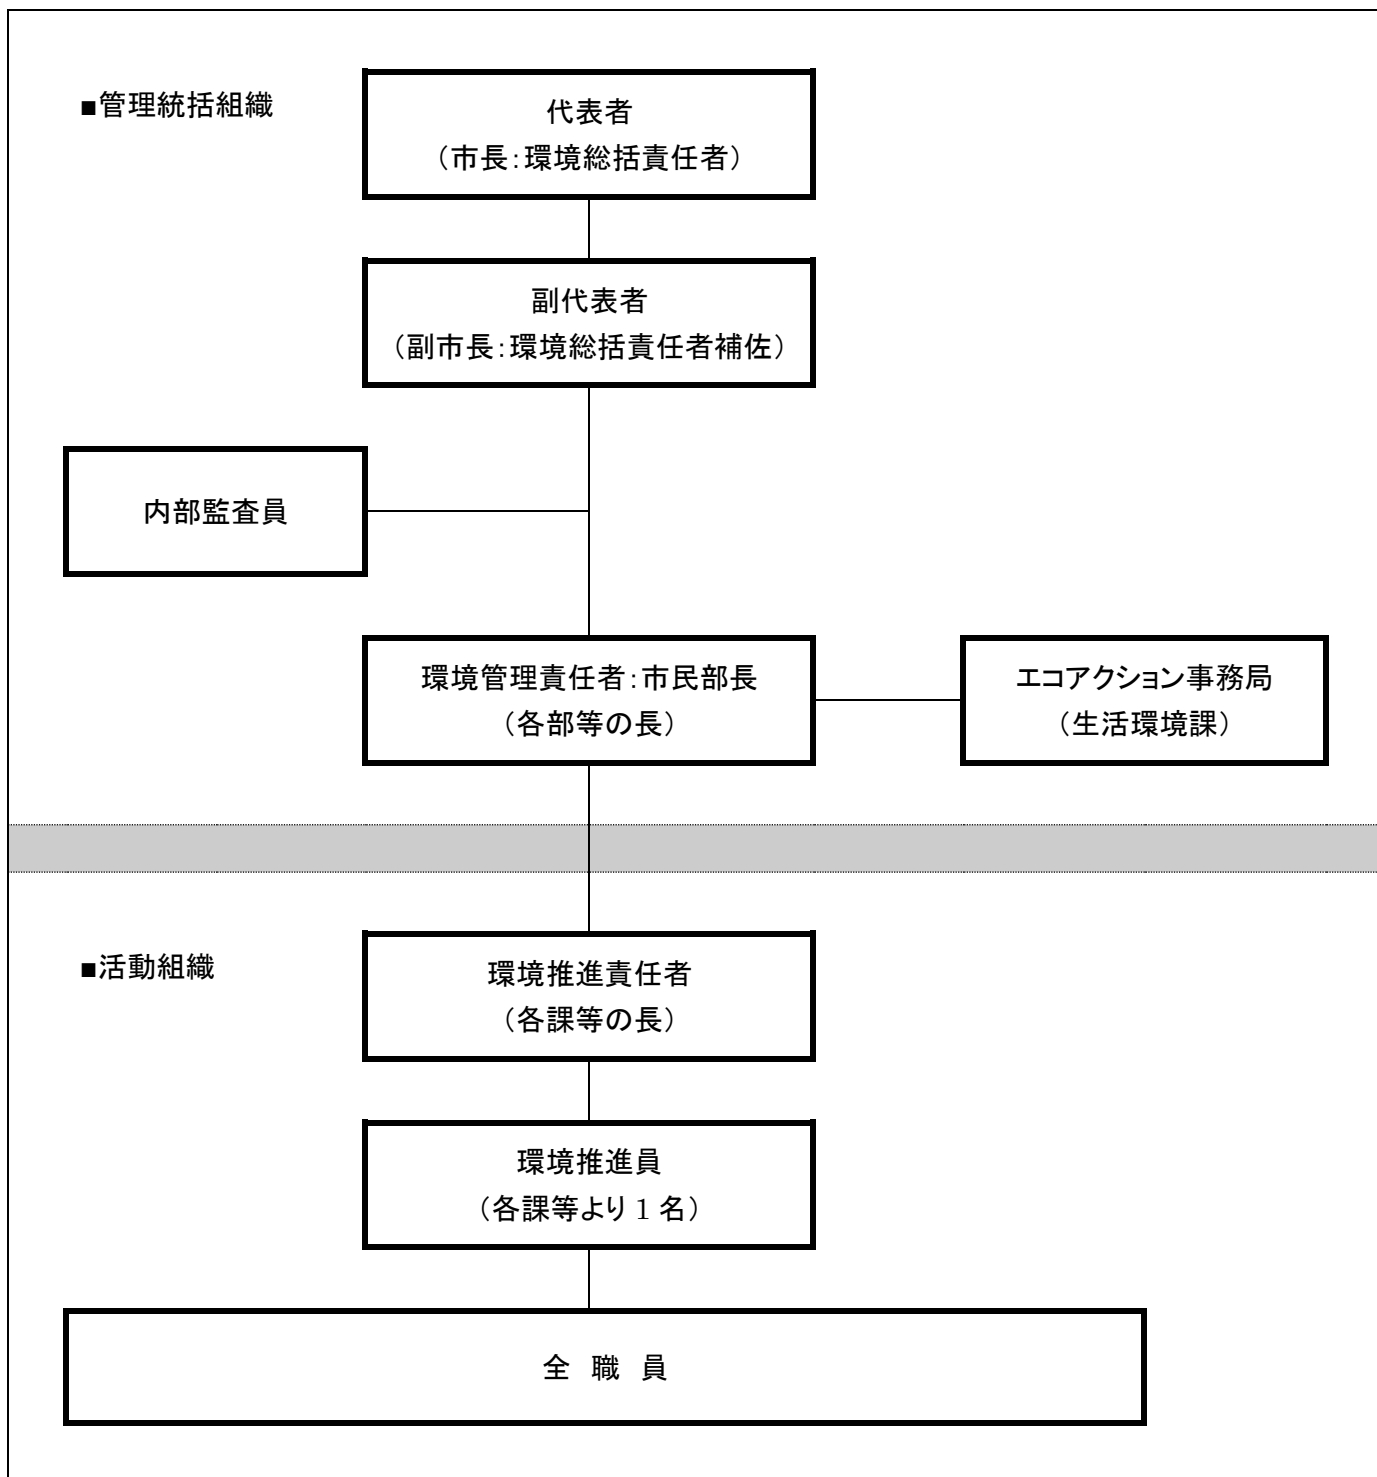 ■管理統括組織
代表者
（市長：環境総括責任者）
副代表者
（副市長：環境総括責任者補佐）
内部監査員
環境管理責任者：市民部長
（各部等の長）
エコアクション事務局
（生活環境課）
■活動組織
環境推進責任者
（各課等の長）
環境推進員
（各課等より 1 名）
全 職 員